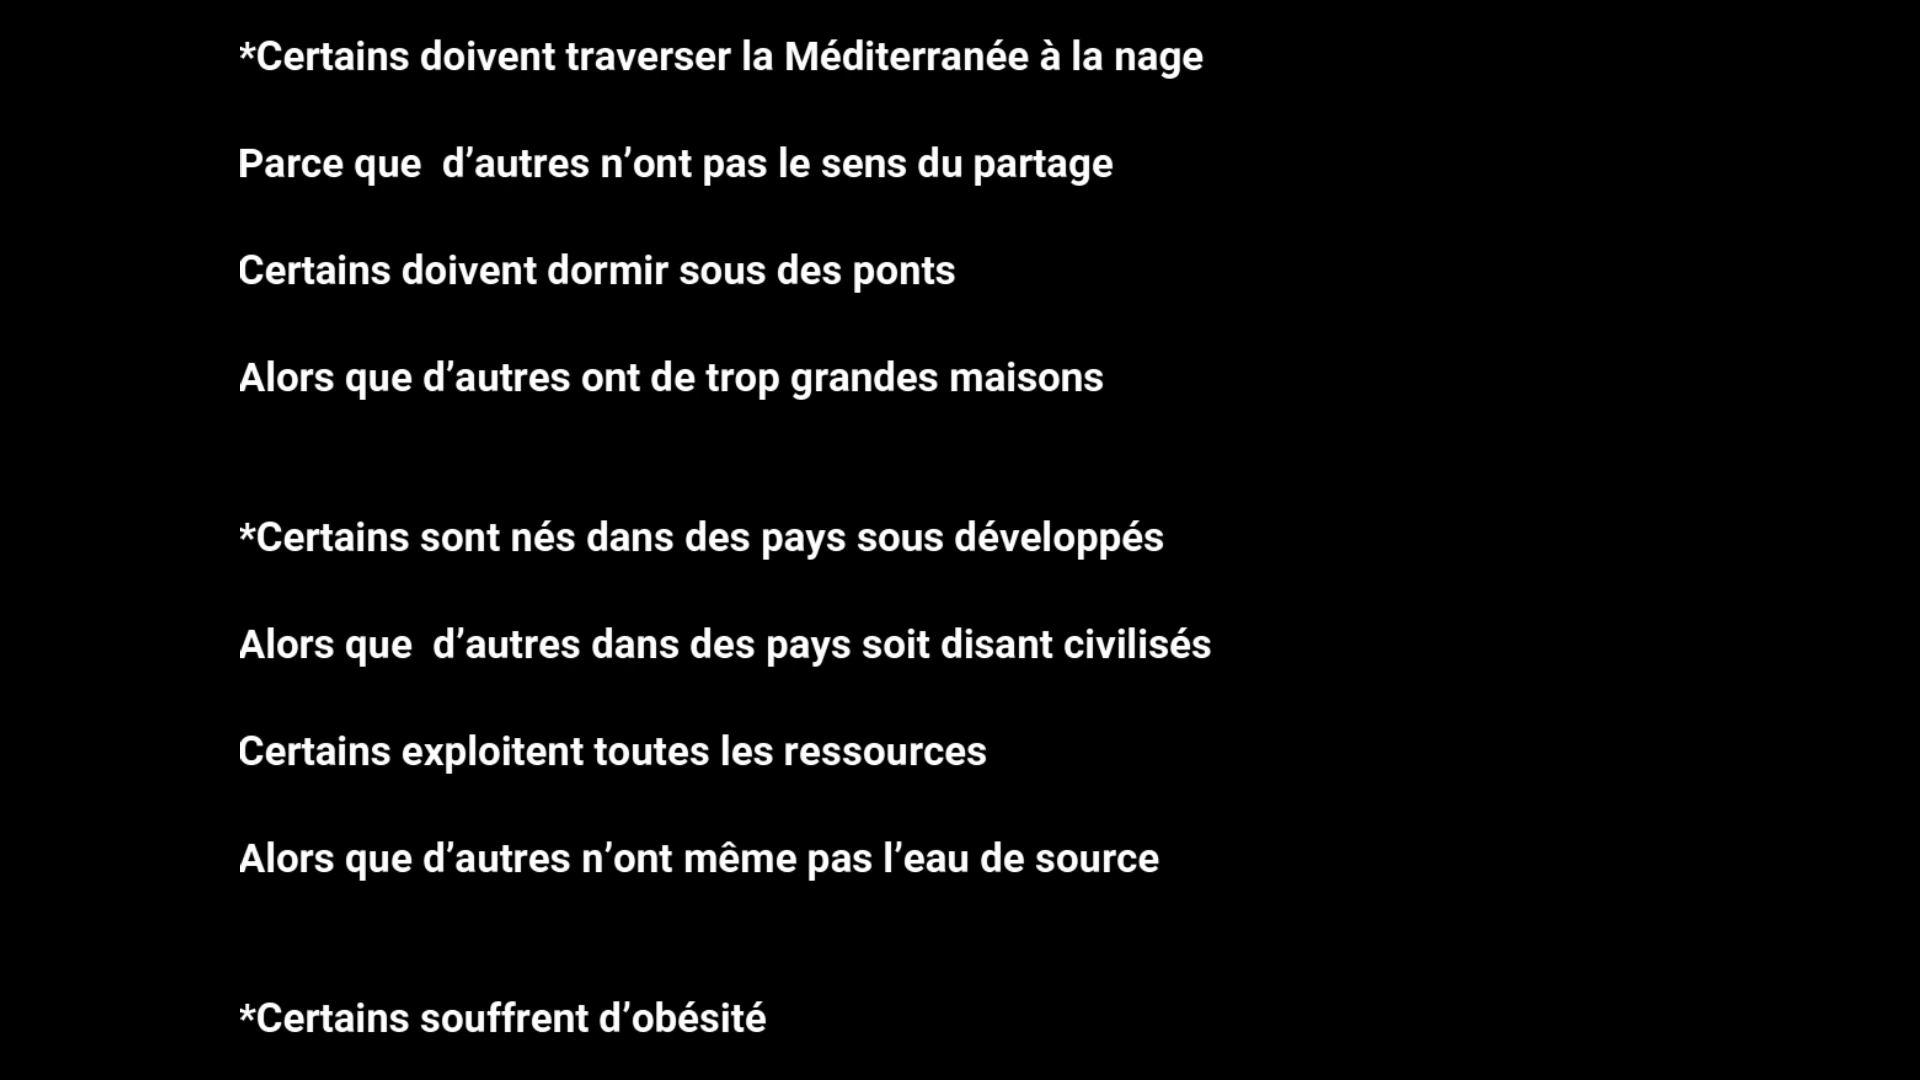 *Certains doivent traverser la Méditerranée à la nage
Parce que  d’autres n’ont pas le sens du partage
Certains doivent dormir sous des ponts
Alors que d’autres ont de trop grandes maisons
*Certains sont nés dans des pays sous développés
Alors que  d’autres dans des pays soit disant civilisés
Certains exploitent toutes les ressources
Alors que d’autres n’ont même pas l’eau de source
*Certains souffrent d’obésité